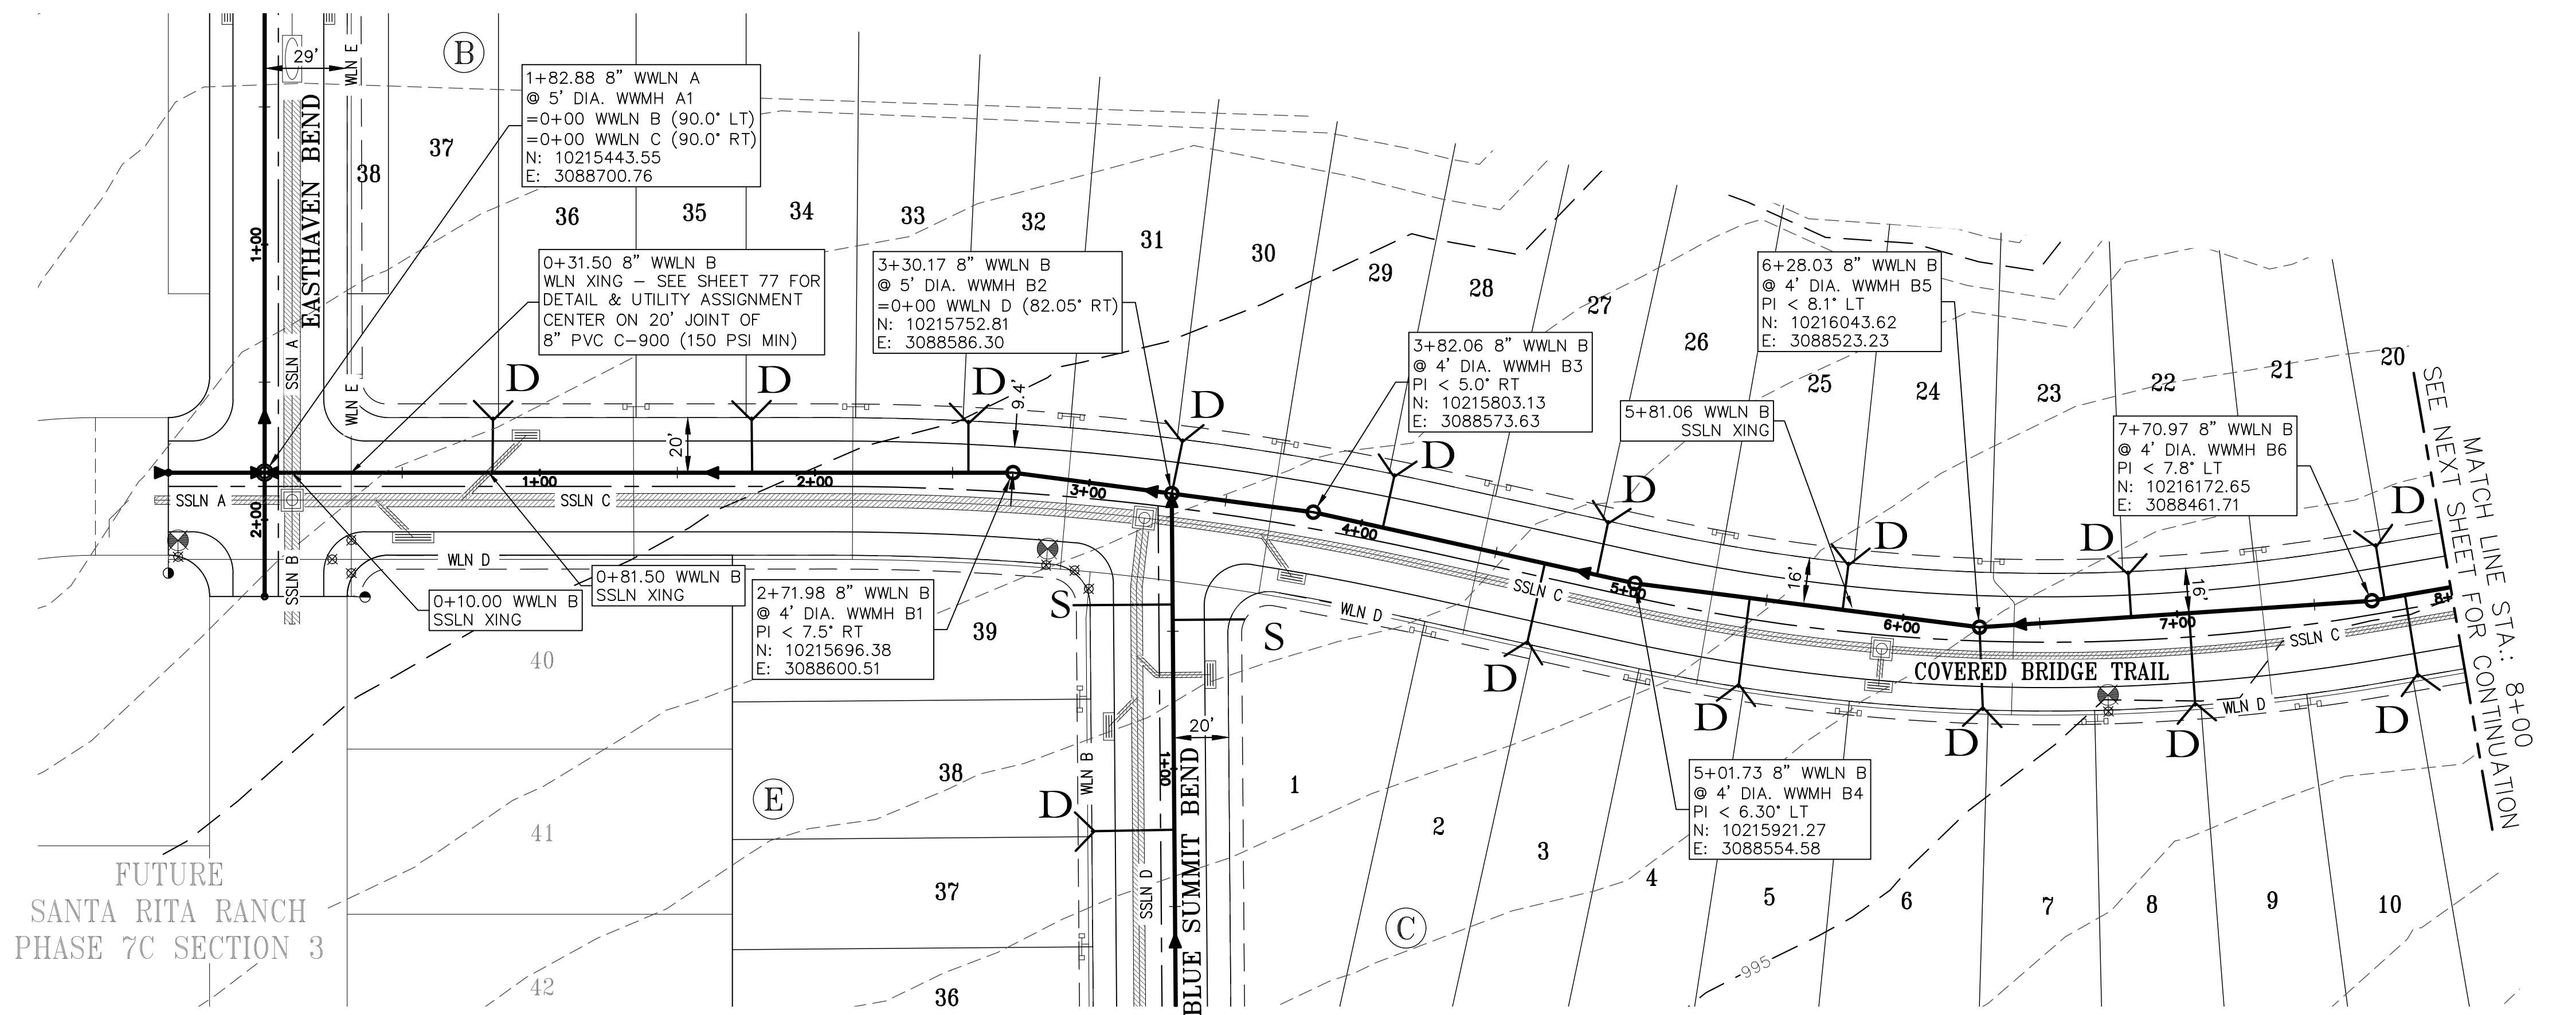 29'
WLN E
B
EASTHAVEN BEND
1+00
SSLN A
1+82.88 8" WWLN A
@ 5' DIA. WWMH A1
=0+00 WWLN B (90.0° LT)
=0+00 WWLN C (90.0° RT)
N: 10215443.55
E: 3088700.76
38
37
36
35
34
33
32
31
30
29
28
27
26
25
24
23
22
21
20
0+31.50 8" WWLN B
WLN XING – SEE SHEET 77 FOR
DETAIL & UTILITY ASSIGNMENT
CENTER ON 20' JOINT OF
8" PVC C–900 (150 PSI MIN)
3+30.17 8" WWLN B
@ 5' DIA. WWMH B2
=0+00 WWLN D (82.05° RT)
N: 10215752.81
E: 3088586.30
3+82.06 8" WWLN B
@ 4' DIA. WWMH B3
PI < 5.0° RT
N: 10215803.13
E: 3088573.63
6+28.03 8" WWLN B
@ 4' DIA. WWMH B5
PI < 8.1° LT
N: 10216043.62
E: 3088523.23
5+81.06 WWLN B
SSLN XING
7+70.97 8" WWLN B
@ 4' DIA. WWMH B6
PI < 7.8° LT
N: 10216172.65
E: 3088461.71
SEE NEXT SHEET FOR CONTINUATION
MATCH LINE STA.: 8+00
WLN E
D
D
D
D
D
D
D
D
D
20'
9.4'
16'
16'
1+00
2+00
3+00
4+00
5+00
6+00
7+00
8+
SSLN A
SSLN C
SSLN C
SSLN C
2+00
SSLN B
WLN D
WLN D
WLN D
COVERED BRIDGE TRAIL
0+10.00 WWLN B
SSLN XING
0+81.50 WWLN B
SSLN XING
2+71.98 8" WWLN B
@ 4' DIA. WWMH B1
PI < 7.5° RT
N: 10215696.38
E: 3088600.51
5+01.73 8" WWLN B
@ 4' DIA. WWMH B4
PI < 6.30° LT
N: 10215921.27
E: 3088554.58
S
S
D
D
D
D
D
D
20'
1+00
WLN B
SSLN D
BLUE SUMMIT BEND
39
38
37
36
E
40
41
42
C
1
2
3
4
5
6
7
8
9
10
995
FUTURE
SANTA RITA RANCH
PHASE 7C SECTION 3